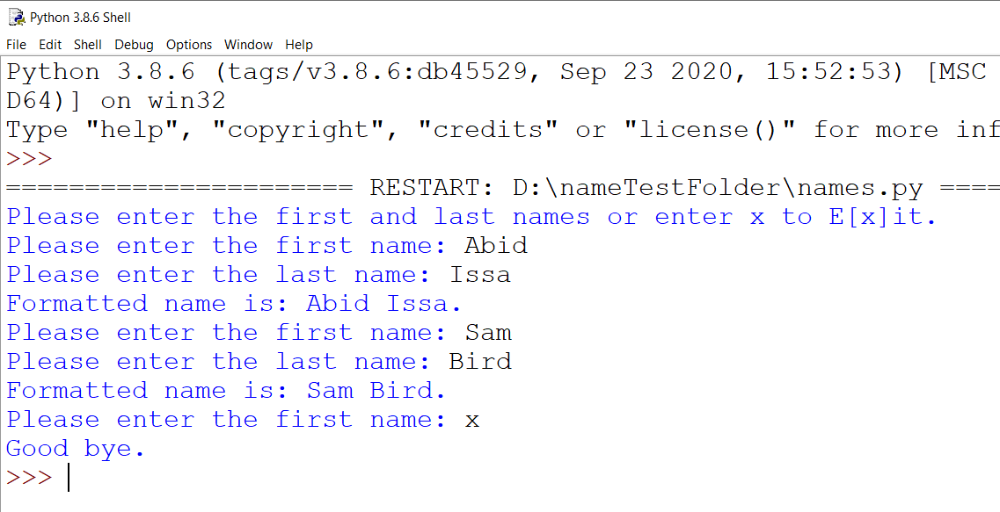 Python 3.8.6 Shell
File Edit Shell Debug Options Window Help
Python 3.8.6 (tags/v3.8.6:db45529, Sep 23 2020, 15:52:53) [MSC
D64)] on win32
Type "help", "copyright", "credits" or "license()" for more inf
>>>
====================== RESTART: D:\nameTestFolder\names.py ====
Please enter the first and last names or enter x to E[x]it.
Please enter the first name: Abid
Please enter the last name: Issa
Formatted name is: Abid Issa.
Please enter the first name: Sam
Please enter the last name: Bird
Formatted name is: Sam Bird.
Please enter the first name: x
Good bye.
>>>